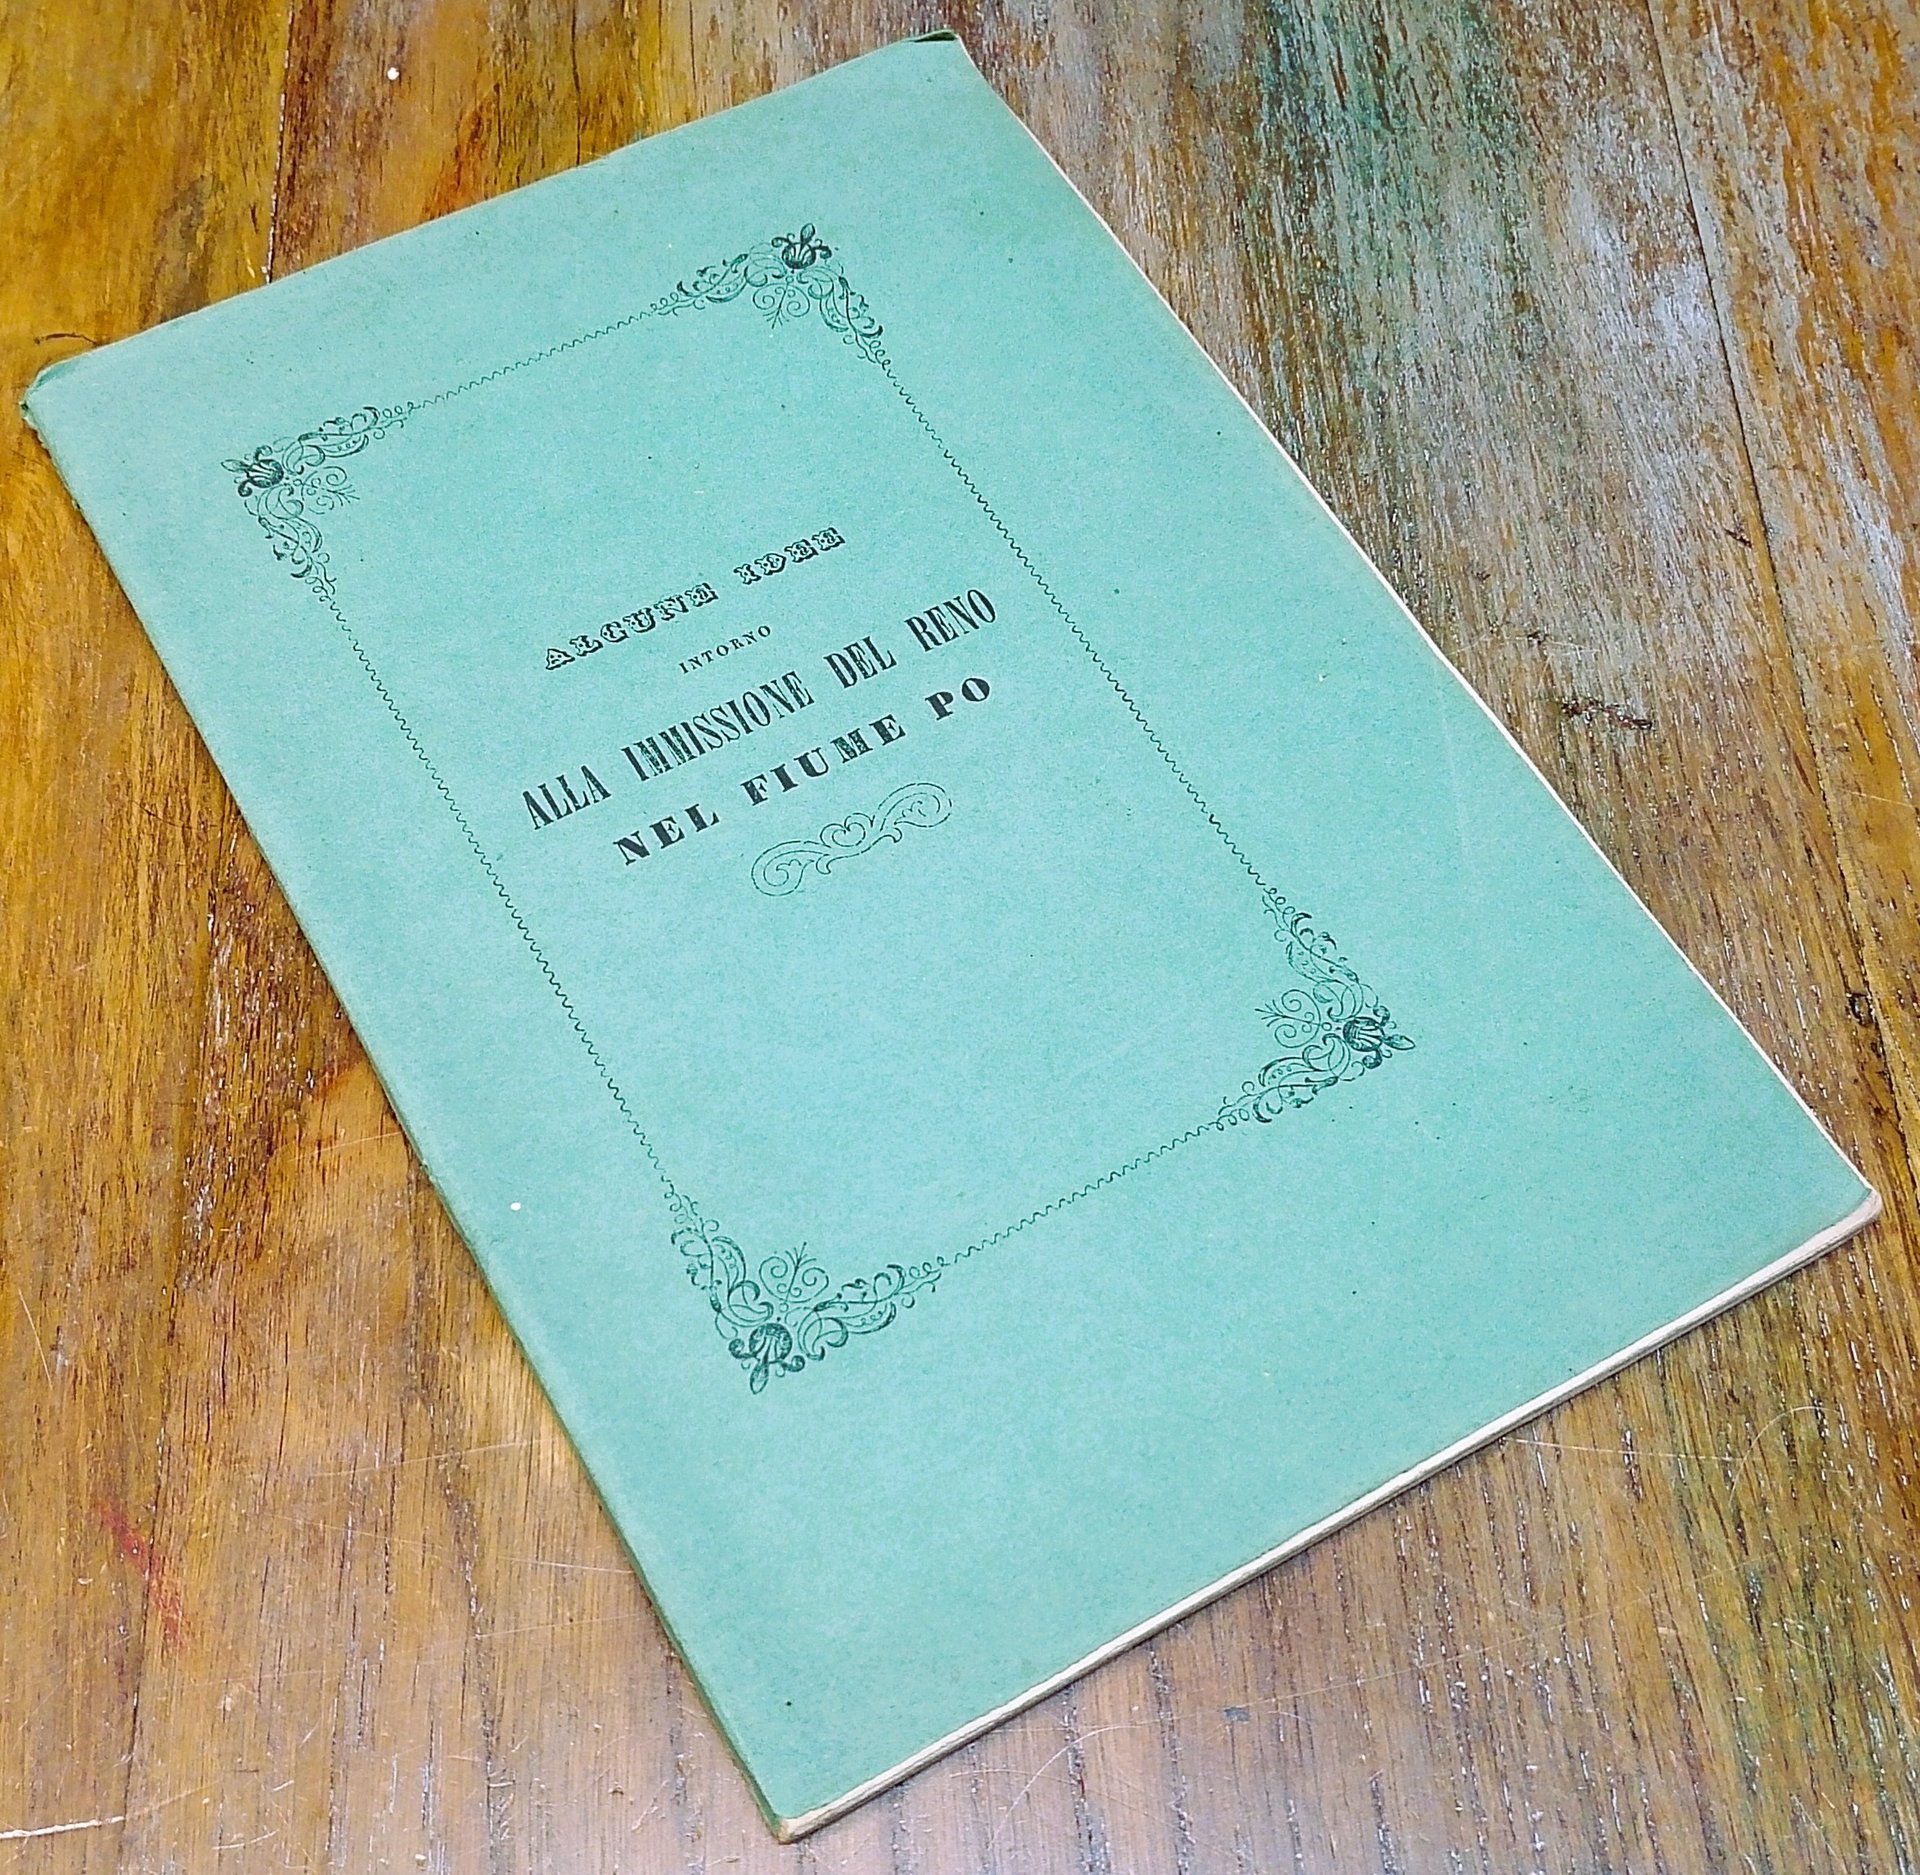 ALCUNE IDEE
INTORNO
ALLA IMMISSIONE DEL RENO
NEL FIUME PO